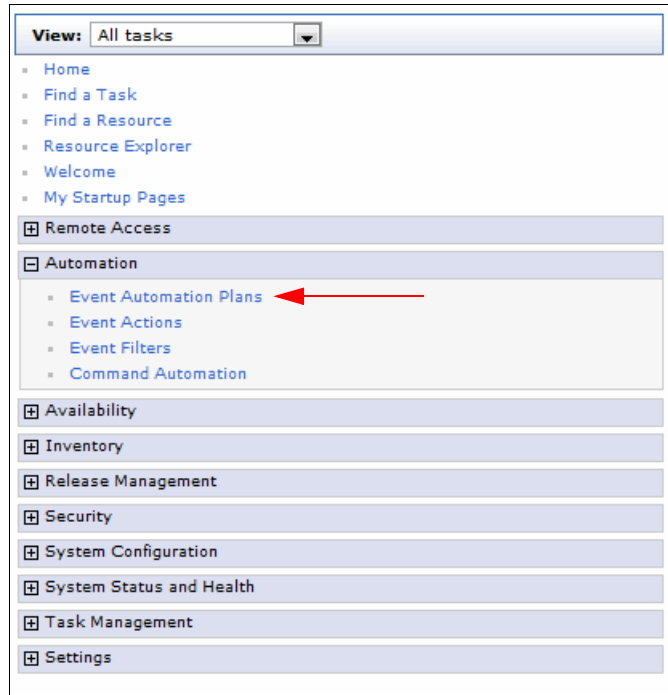 View: All tasks
Home
Find a Task
Find a Resource
Resource Explorer
Welcome
My Startup Pages
Remote Access
Automation
Event Automation Plans
Event Actions
Event Filters
Command Automation
Availability
Inventory
Release Management
Security
System Configuration
System Status and Health
Task Management
Settings